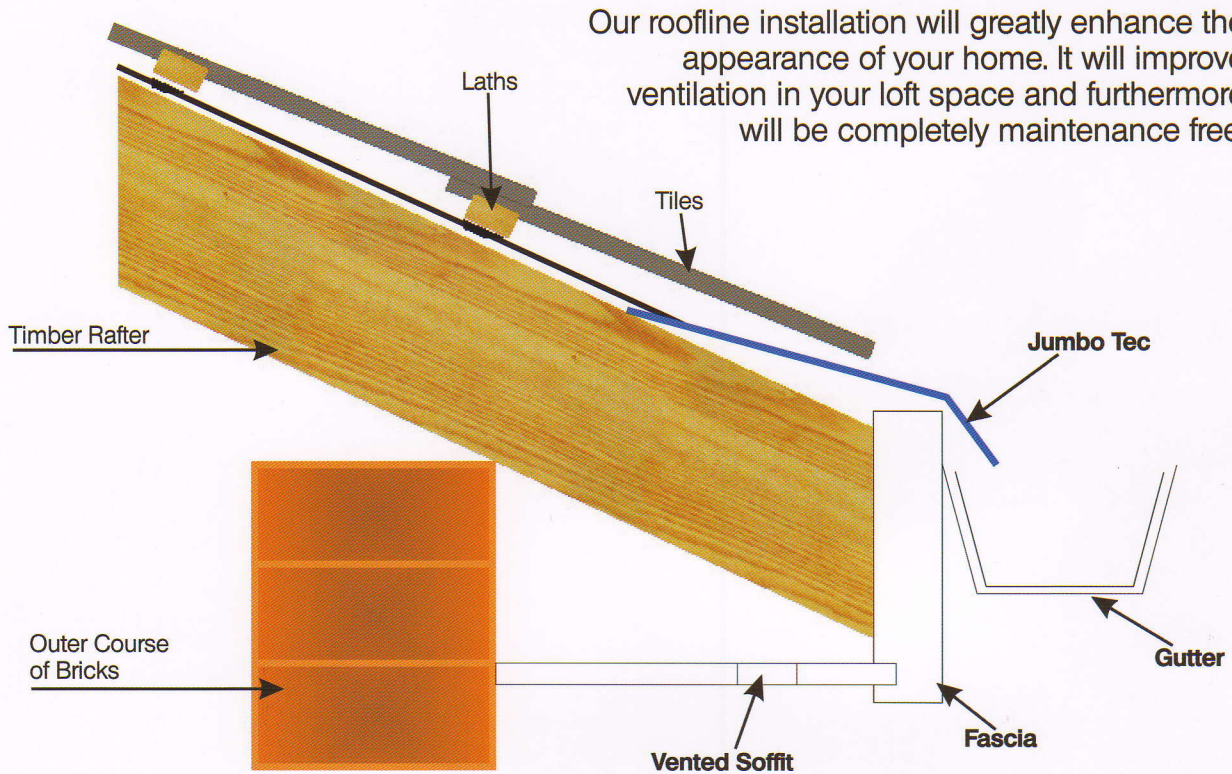 Our roofline installation will greatly enhance the
appearance of your home. It will improve
ventilation in your loft space and furthermore
will be completely maintenance free
Laths
Tiles
Timber Rafter
Jumbo Tec
Outer Course
of Bricks
Gutter
Fascia
Vented Soffit